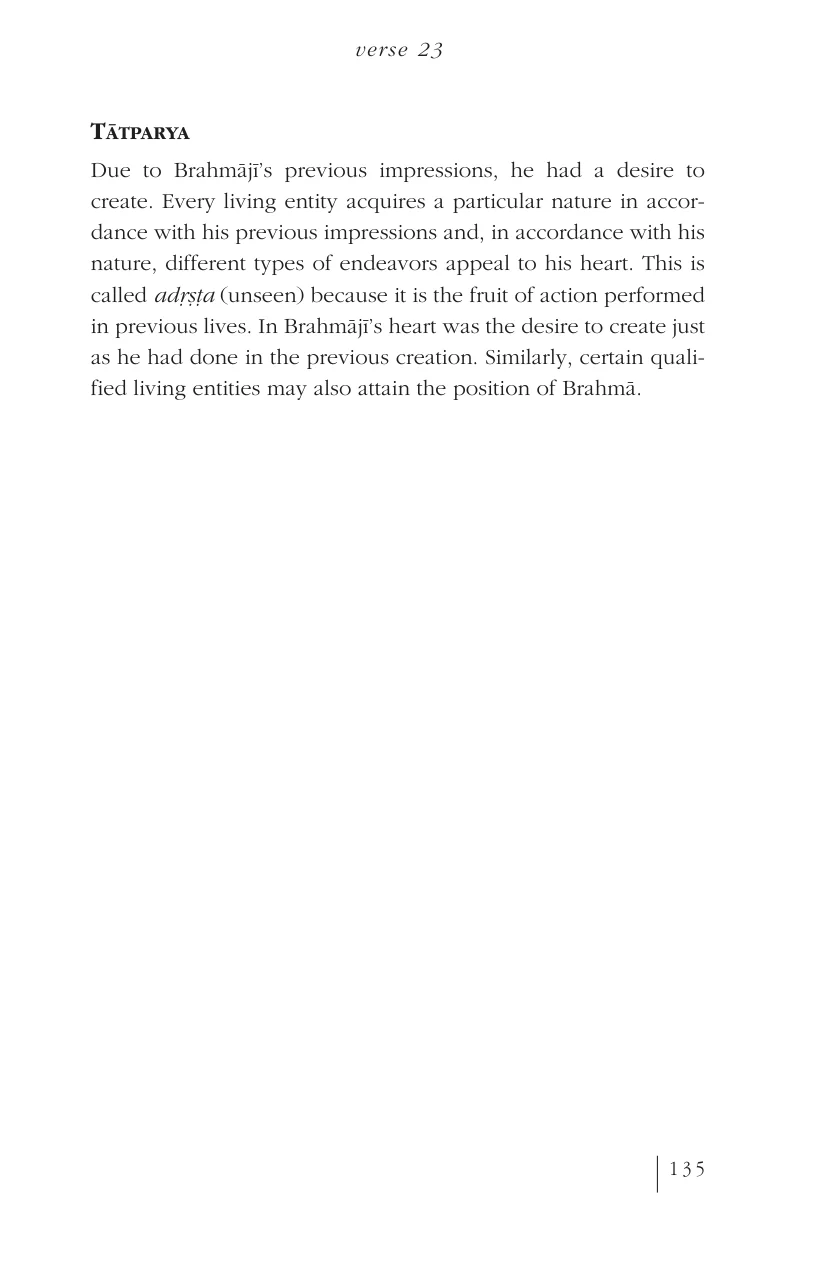 verse 23
Tātparya
Due to Brahmājī’s previous impressions, he had a desire to
create. Every living entity acquires a particular nature in accor-
dance with his previous impressions and, in accordance with his
nature, different types of endeavors appeal to his heart. This is
called adṛṣṭa (unseen) because it is the fruit of action performed
in previous lives. In Brahmājī’s heart was the desire to create just
as he had done in the previous creation. Similarly, certain quali-
fied living entities may also attain the position of Brahmā.
135